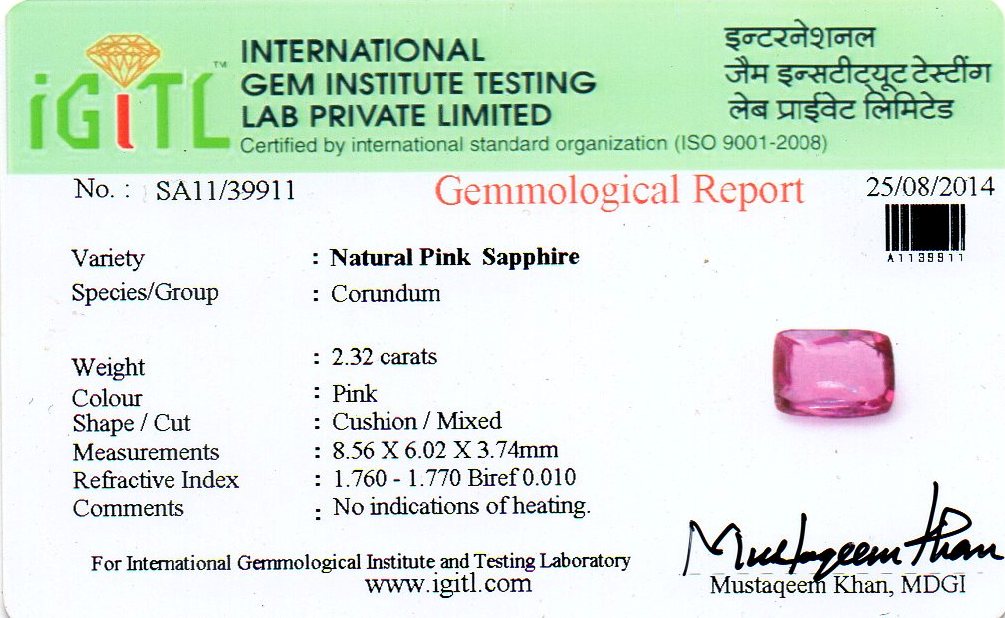 iGiTL™
INTERNATIONAL
GEM INSTITUTE TESTING
LAB PRIVATE LIMITED
Certified by international standard organization (ISO 9001-2008)
इन्टरनेशनल
जैम इन्सटीट्यूट टेस्टींग
लेब प्राईवेट लिमिटेड
No. : SA11/39911
Gemmological Report
25/08/2014
A1139911
Variety : Natural Pink Sapphire
Species/Group : Corundum
Weight : 2.32 carats
Colour : Pink
Shape / Cut : Cushion / Mixed
Measurements : 8.56 X 6.02 X 3.74mm
Refractive Index : 1.760 - 1.770 Biref 0.010
Comments : No indications of heating.
For International Gemmological Institute and Testing Laboratory
www.igitl.com
Mustaqeem Khan
Mustaqeem Khan, MDGI